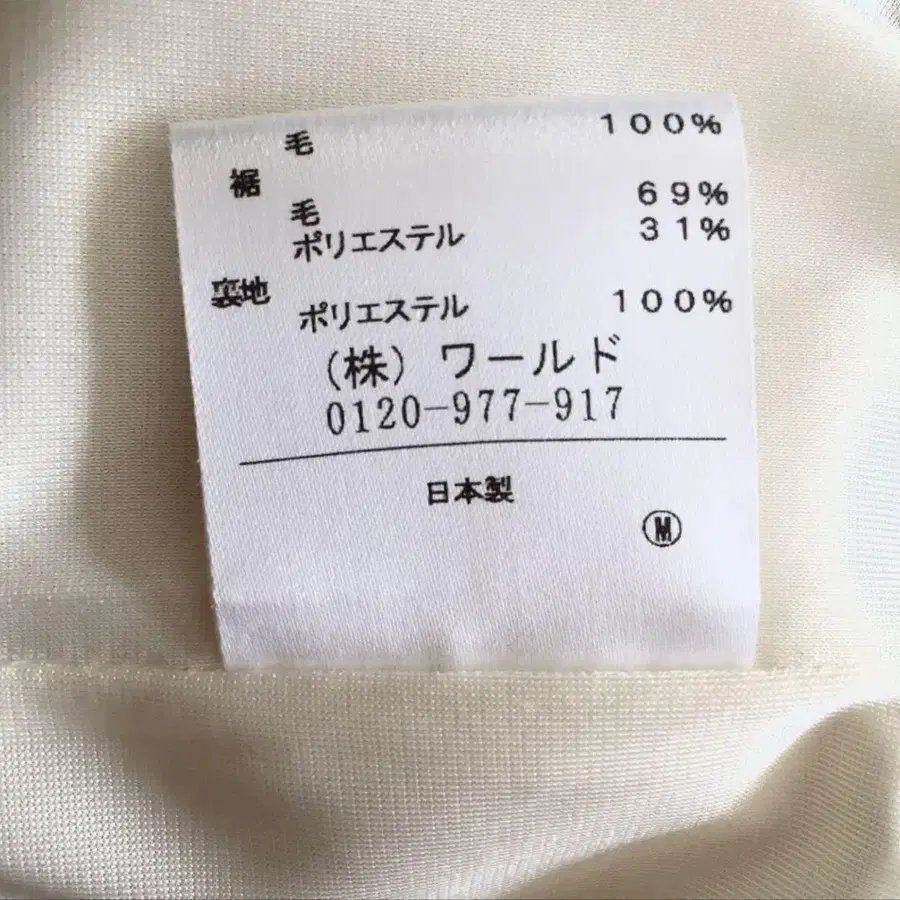 毛 100%
裾
毛 69%
ポリエステル 31%
裏地
ポリエステル 100%
(株) ワールド
0120-977-917
日本製
Ⓜ